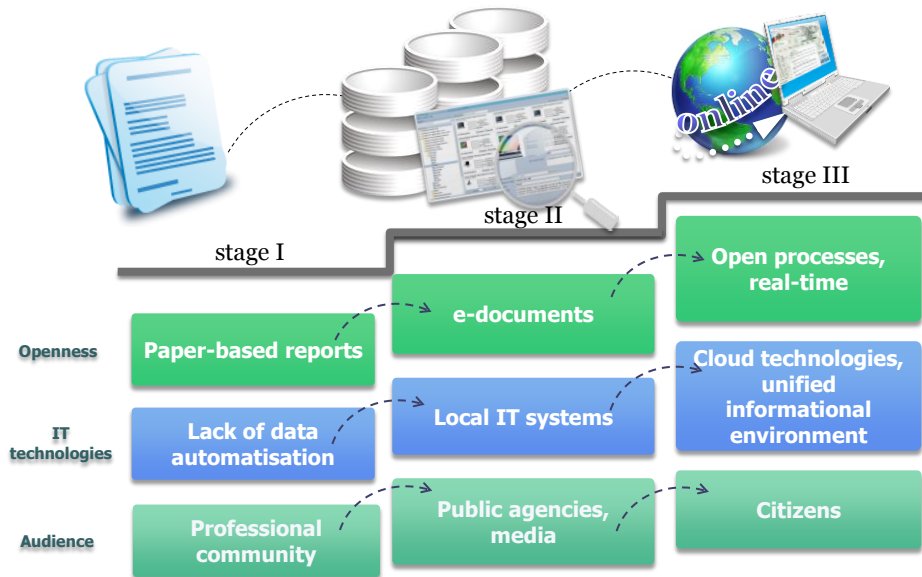 online
stage III
stage II
stage I
Openness
Paper-based reports
e-documents
Open processes,
real-time
IT
technologies
Lack of data
automatisation
Local IT systems
Cloud technologies,
unified
informational
environment
Audience
Professional
community
Public agencies,
media
Citizens